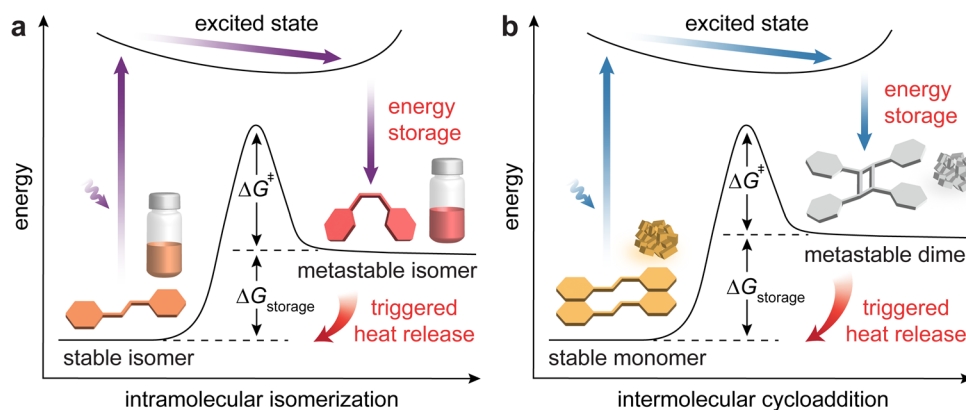 a
excited state
energy
storage
ΔG‡
metastable isomer
ΔGstorage
triggered
heat release
stable isomer
energy
intramolecular isomerization
b
excited state
energy
storage
ΔG‡
metastable dime
ΔGstorage
triggered
heat release
stable monomer
energy
intermolecular cycloaddition